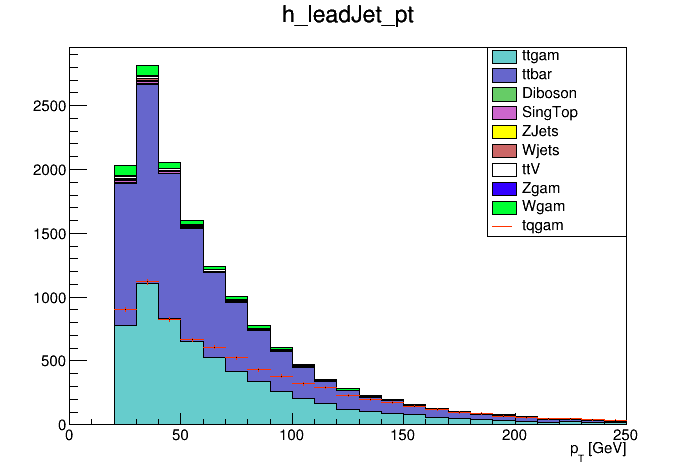 h_leadJet_pt
ttgam
ttbar
Diboson
SingTop
ZJets
Wjets
ttV
Zgam
Wgam
tqgam
2500
2000
1500
1000
500
0
0 50 100 150 200 250
p_T [GeV]